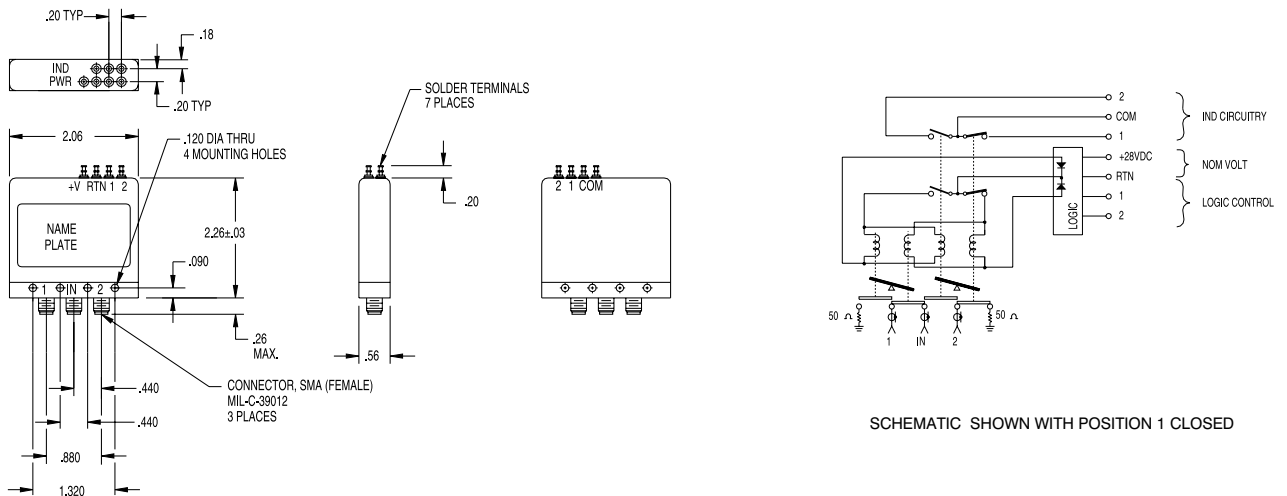 .20 TYP
.18
IND
PWR
.20 TYP
2.06
.120 DIA THRU
4 MOUNTING HOLES
+V RTN 1 2
NAME
PLATE
2.26±.03
.090
1 IN 2
.26
MAX.
.440
CONNECTOR, SMA (FEMALE)
MIL-C-39012
3 PLACES
.440
.880
1.320
SOLDER TERMINALS
7 PLACES
.20
.56
2 1 COM
2
COM
1
IND CIRCUITRY
+28VDC
RTN
NOM VOLT
1
2
LOGIC CONTROL
LOGIC
50 Ω
50 Ω
1 IN 2
SCHEMATIC SHOWN WITH POSITION 1 CLOSED